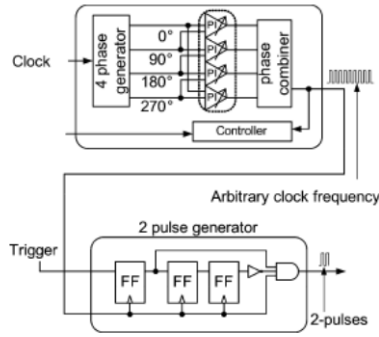 Clock
4 phase
generator
0°
90°
180°
270°
PI
PI
PI
PI
phase
combiner
Controller
Arbitrary clock frequency
2 pulse generator
Trigger
FF
FF
FF
2-pulses